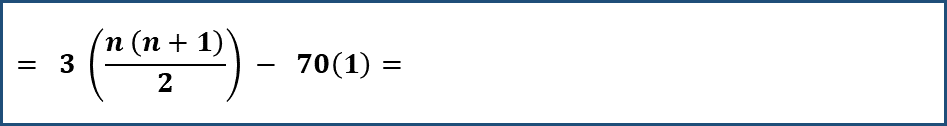 = 3 (n (n + 1) / 2) − 70(1) =